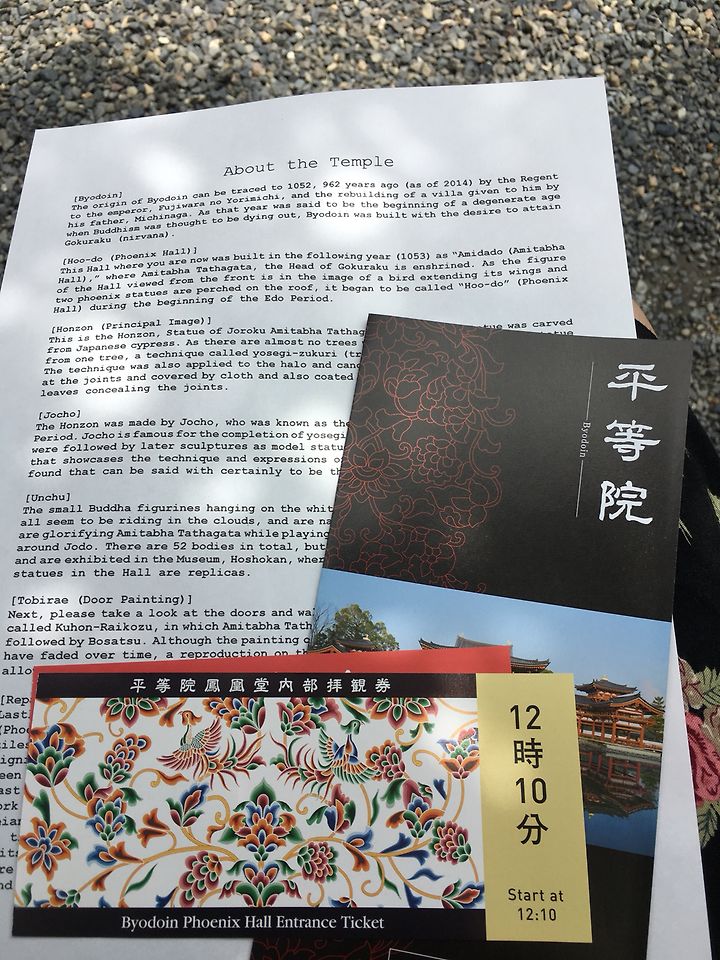 About the Temple
[Byodoin]
The origin of Byodoin can be traced to 1052, 962 years ago (as of 2014) by the Regent
to the emperor, Fujiwara no Yorimichi, and the rebuilding of a villa given to him by
his father, Michinaga. As that year was said to be the beginning of a degenerate age
when Buddhism was thought to be dying out, Byodoin was built with the desire to attain
Gokuraku (nirvana).
[Hoo-do (Phoenix Hall)]
This Hall where you are now was built in the following year (1053) as "Amidado (Amitabha
Hall)," where Amitabha Tathagata, the Head of Gokuraku is enshrined. As the figure
of the Hall viewed from the front is in the image of a bird extending its wings and
two phoenix statues are perched on the roof, it began to be called "Hoo-do" (Phoenix
Hall) during the beginning of the Edo Period.
[Honzon (Principal Image)]
This is the Honzon, Statue of Joroku Amitabha Tathag statue was carved
from Japanese cypress. As there are almost no trees
from one tree, a technique called yosegi-zukuri
The technique was also applied to the halo and
at the joints and covered by cloth and also coated
leaves concealing the joints.
[Jocho]
The Honzon was made by Jocho, who was known as the
Period. Jocho is famous for the completion of yosegi
were followed by later sculptures as model
that showcases the technique and expressions
found that can be said with certainly to be
[Unchu]
The small Buddha figurines hanging on the
all seem to be riding in the clouds, and are
are glorifying Amitabha Tathagata while playing
around Jodo. There are 52 bodies in total, but
and are exhibited in the Museum, Hoshokan,
statues in the Hall are replicas.
[Tobirae (Door Painting)]
Next, please take a look at the doors and
called Kuhon-Raikozu, in which Amitabha
followed by Bosatsu. Although the painting
have faded over time, a reproduction on
平等院
Byodoin
平等院鳳凰堂内部拝観券
12
時
10
分
Start at
12:10
Byodoin Phoenix Hall Entrance Ticket